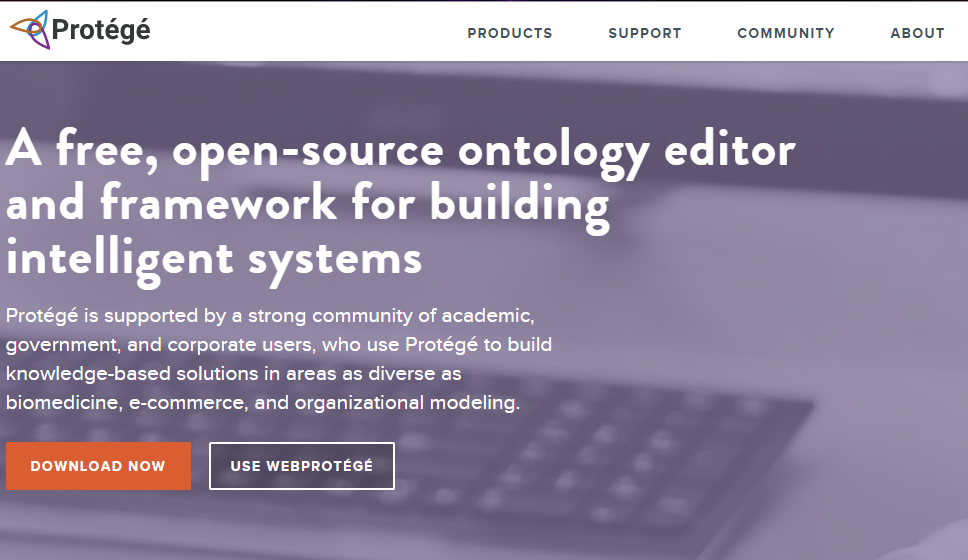 Protégé
PRODUCTS SUPPORT COMMUNITY ABOUT
A free, open-source ontology editor
and framework for building
intelligent systems
Protégé is supported by a strong community of academic,
government, and corporate users, who use Protégé to build
knowledge-based solutions in areas as diverse as
biomedicine, e-commerce, and organizational modeling.
DOWNLOAD NOW USE WEBPROTÉGÉ